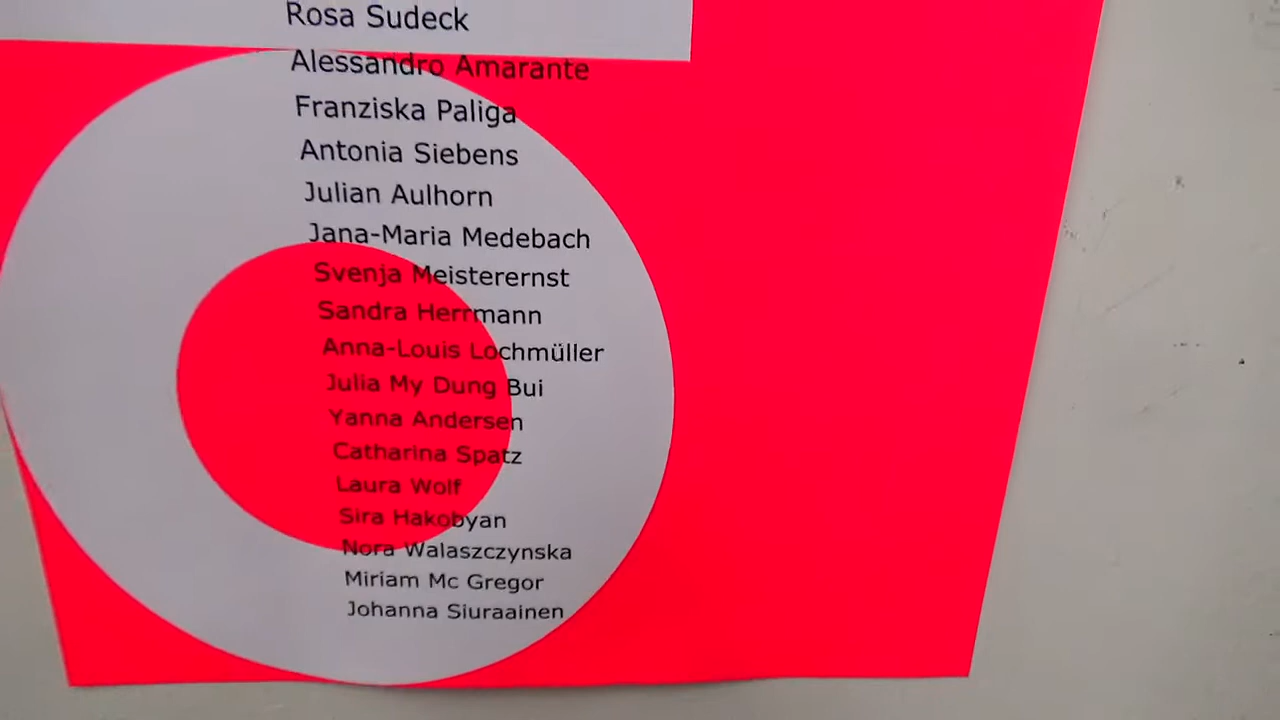 Rosa Sudeck
Alessandro Amarante
Franziska Paliga
Antonia Siebens
Julian Aulhorn
Jana-Maria Medebach
Svenja Meisterernst
Sandra Herrmann
Anna-Louis Lochmüller
Julia My Dung Bui
Yanna Andersen
Catharina Spatz
Laura Wolf
Sira Hakobyan
Nora Walaszczynska
Miriam Mc Gregor
Johanna Siuraainen